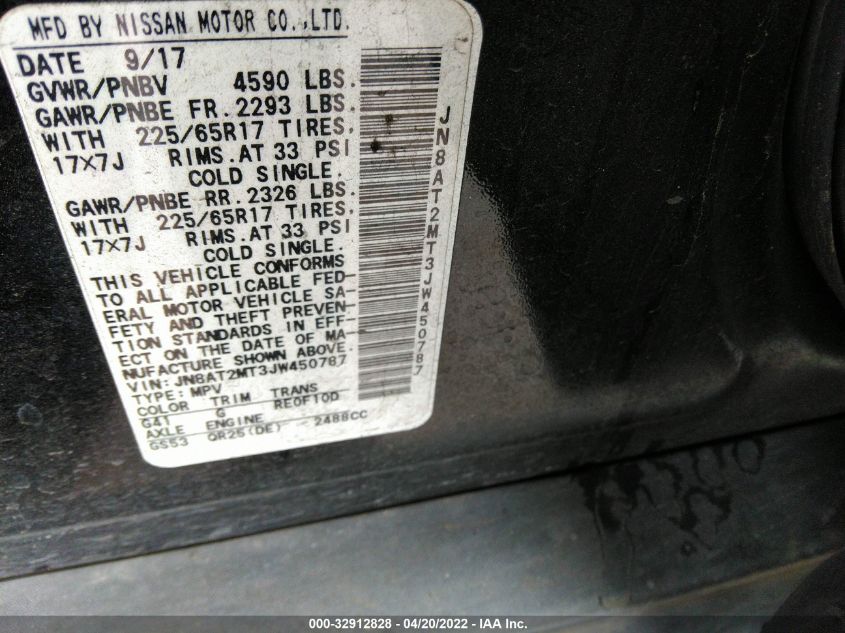 MFD BY NISSAN MOTOR CO.,LTD.
DATE 9/17
GVWR/PNBV 4590 LBS.
GAWR/PNBE FR. 2293 LBS.
WITH 225/65R17 TIRES.
17X7J RIMS.AT 33 PSI
COLD SINGLE.
GAWR/PNBE RR. 2326 LBS.
WITH 225/65R17 TIRES.
17X7J RIMS.AT 33 PSI
COLD SINGLE.
THIS VEHICLE CONFORMS
TO ALL APPLICABLE FED-
ERAL MOTOR VEHICLE SA-
FETY AND THEFT PREVEN-
TION STANDARDS IN EFF-
ECT ON THE DATE OF MA-
NUFACTURE SHOWN ABOVE.
VIN: JN8AT2MT3JW450787
TYPE: MPV
COLOR TRIM TRANS
G41 G RE0F10D
AXLE ENGINE
GS53 QR25(DE) 2488CC
JN8AT2MT3JW450787
000-32912828 - 04/20/2022 - IAA Inc.